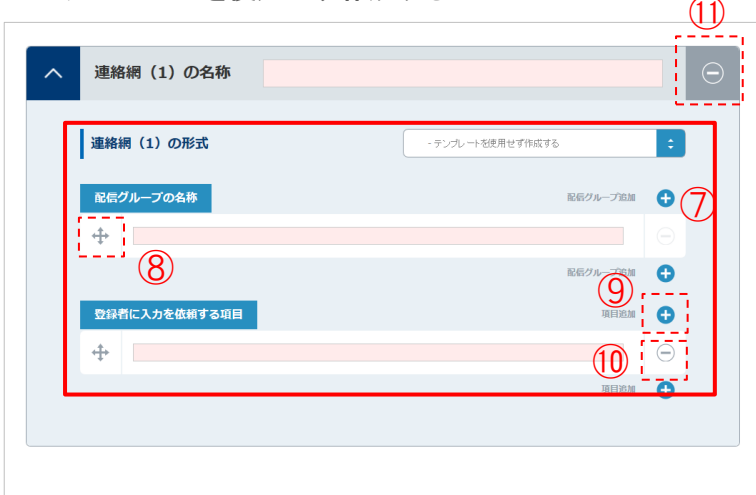 ⑪
連絡網（1）の名称
連絡網（1）の形式
- テンプレートを使用せず作成する
配信グループの名称
配信グループ追加
⑦
⑧
配信グループ追加
⑨
登録者に入力を依頼する項目
項目追加
⑩
項目追加